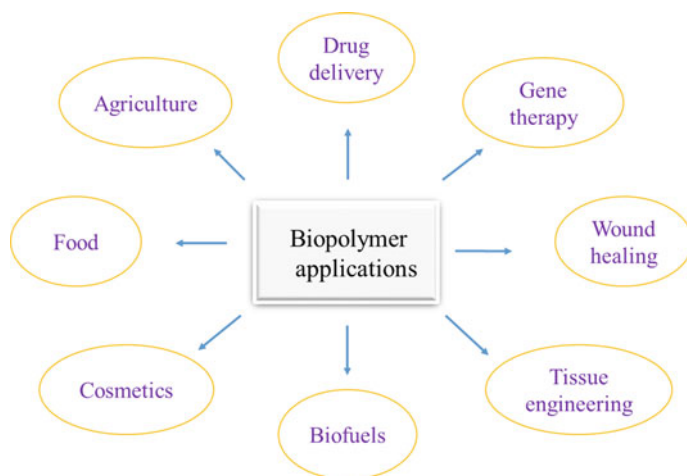 Drug
delivery
Agriculture
Gene
therapy
Food
Biopolymer
applications
Wound
healing
Cosmetics
Biofuels
Tissue
engineering